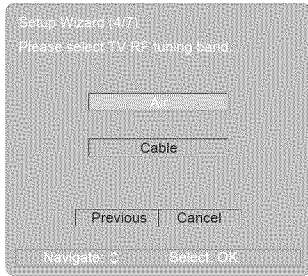 Setup Wizard (4/7)
Please select TV RF tuning band.
Air
Cable
Previous Cancel
Navigate: Select: OK